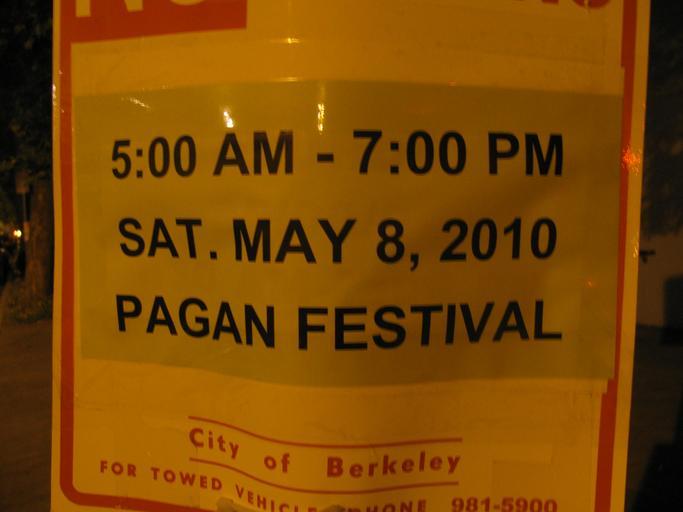 NO
5:00 AM - 7:00 PM
SAT. MAY 8, 2010
PAGAN FESTIVAL
City of Berkeley
FOR TOWED VEHICLE PHONE 981-5900